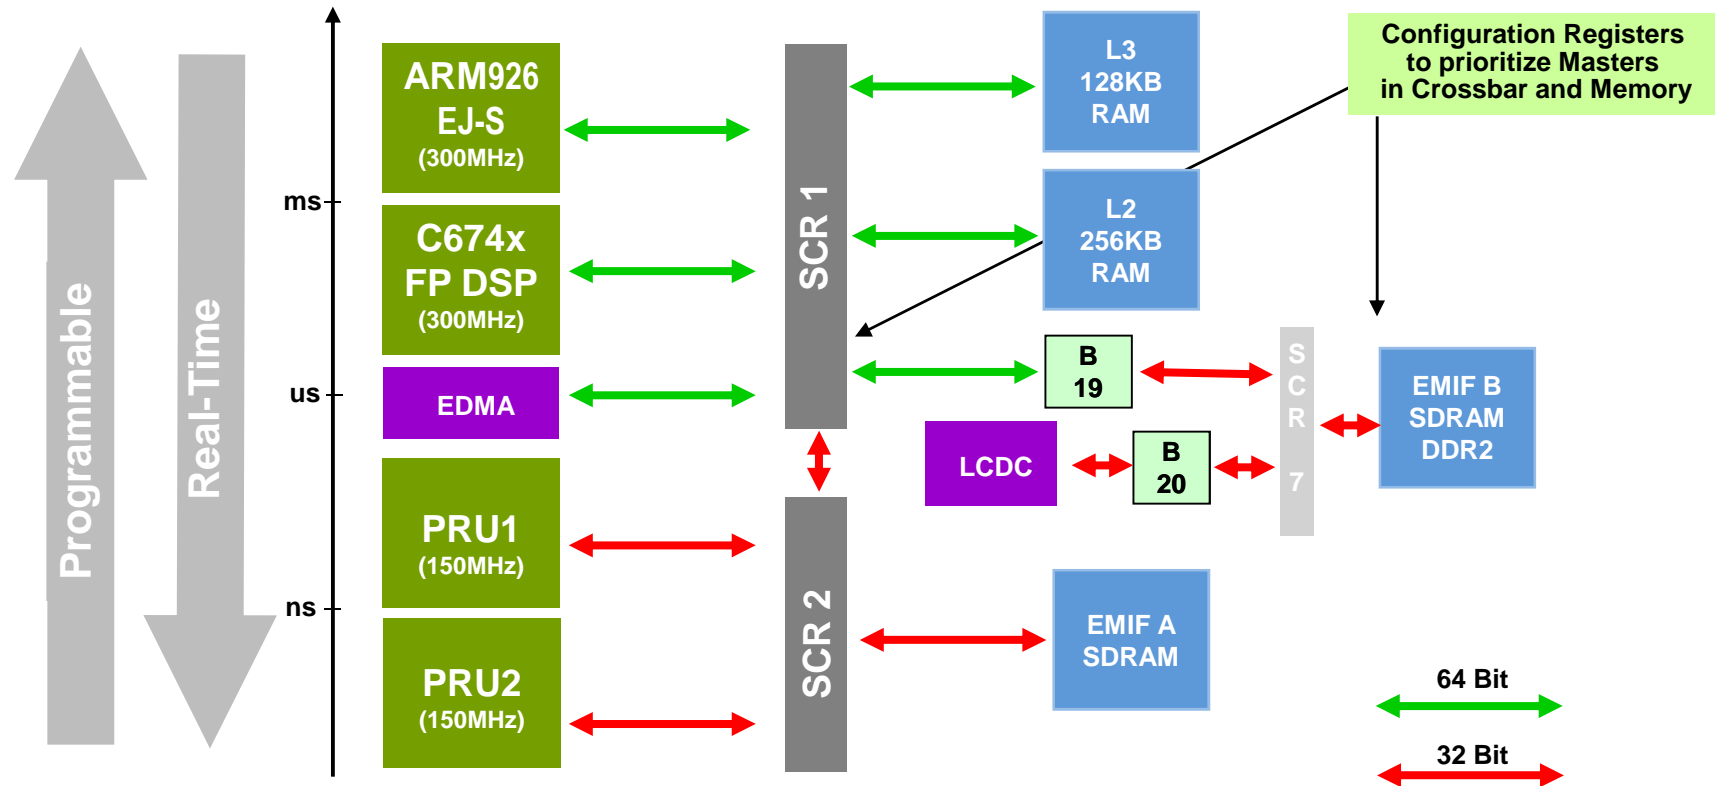 Programmable
Real-Time
ms
us
ns
ARM926
EJ-S
(300MHz)
C674x
FP DSP
(300MHz)
EDMA
PRU1
(150MHz)
PRU2
(150MHz)
SCR 1
SCR 2
L3
128KB
RAM
L2
256KB
RAM
B
19
LCDC
B
20
SCR 7
EMIF A
SDRAM
EMIF B
SDRAM
DDR2
Configuration Registers
to prioritize Masters
in Crossbar and Memory
64 Bit
32 Bit